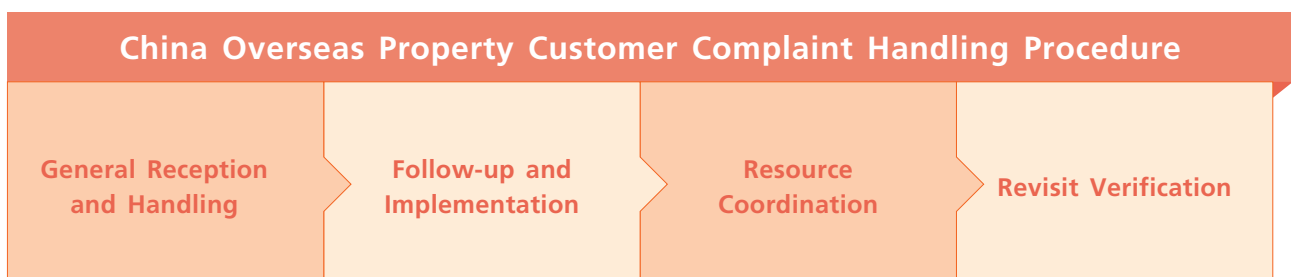 China Overseas Property Customer Complaint Handling Procedure
General Reception
and Handling
Follow-up and
Implementation
Resource
Coordination
Revisit Verification